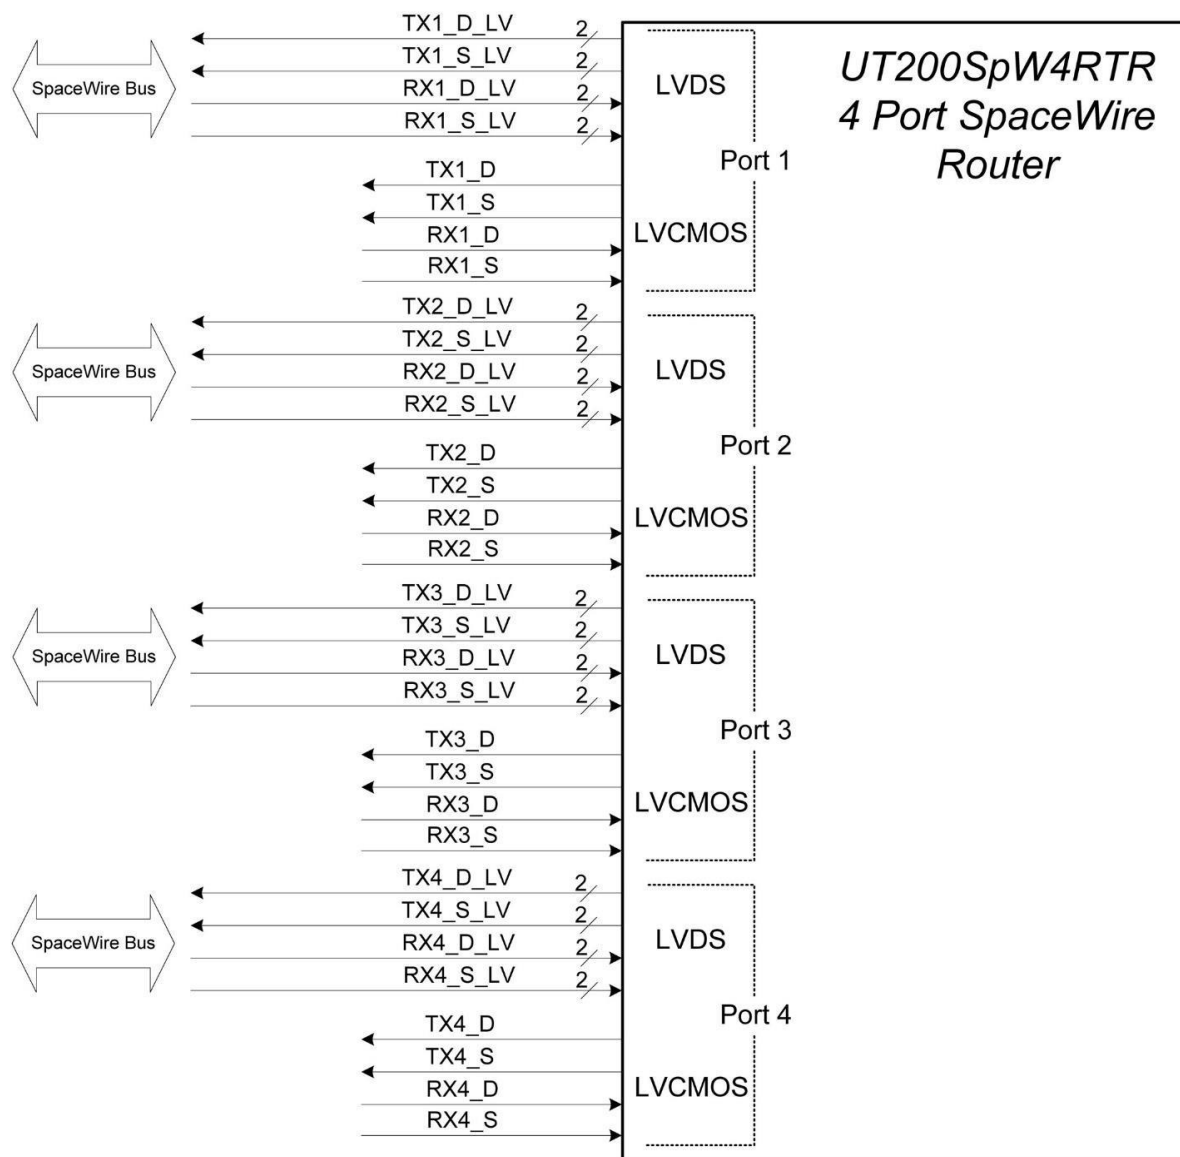 TX1_D_LV 2
TX1_S_LV 2
RX1_D_LV 2
RX1_S_LV 2
SpaceWire Bus
LVDS
UT200SpW4RTR
4 Port SpaceWire
Router
Port 1
TX1_D
TX1_S
RX1_D
RX1_S
LVCMOS
TX2_D_LV 2
TX2_S_LV 2
RX2_D_LV 2
RX2_S_LV 2
SpaceWire Bus
LVDS
Port 2
TX2_D
TX2_S
RX2_D
RX2_S
LVCMOS
TX3_D_LV 2
TX3_S_LV 2
RX3_D_LV 2
RX3_S_LV 2
SpaceWire Bus
LVDS
Port 3
TX3_D
TX3_S
RX3_D
RX3_S
LVCMOS
TX4_D_LV 2
TX4_S_LV 2
RX4_D_LV 2
RX4_S_LV 2
SpaceWire Bus
LVDS
Port 4
TX4_D
TX4_S
RX4_D
RX4_S
LVCMOS